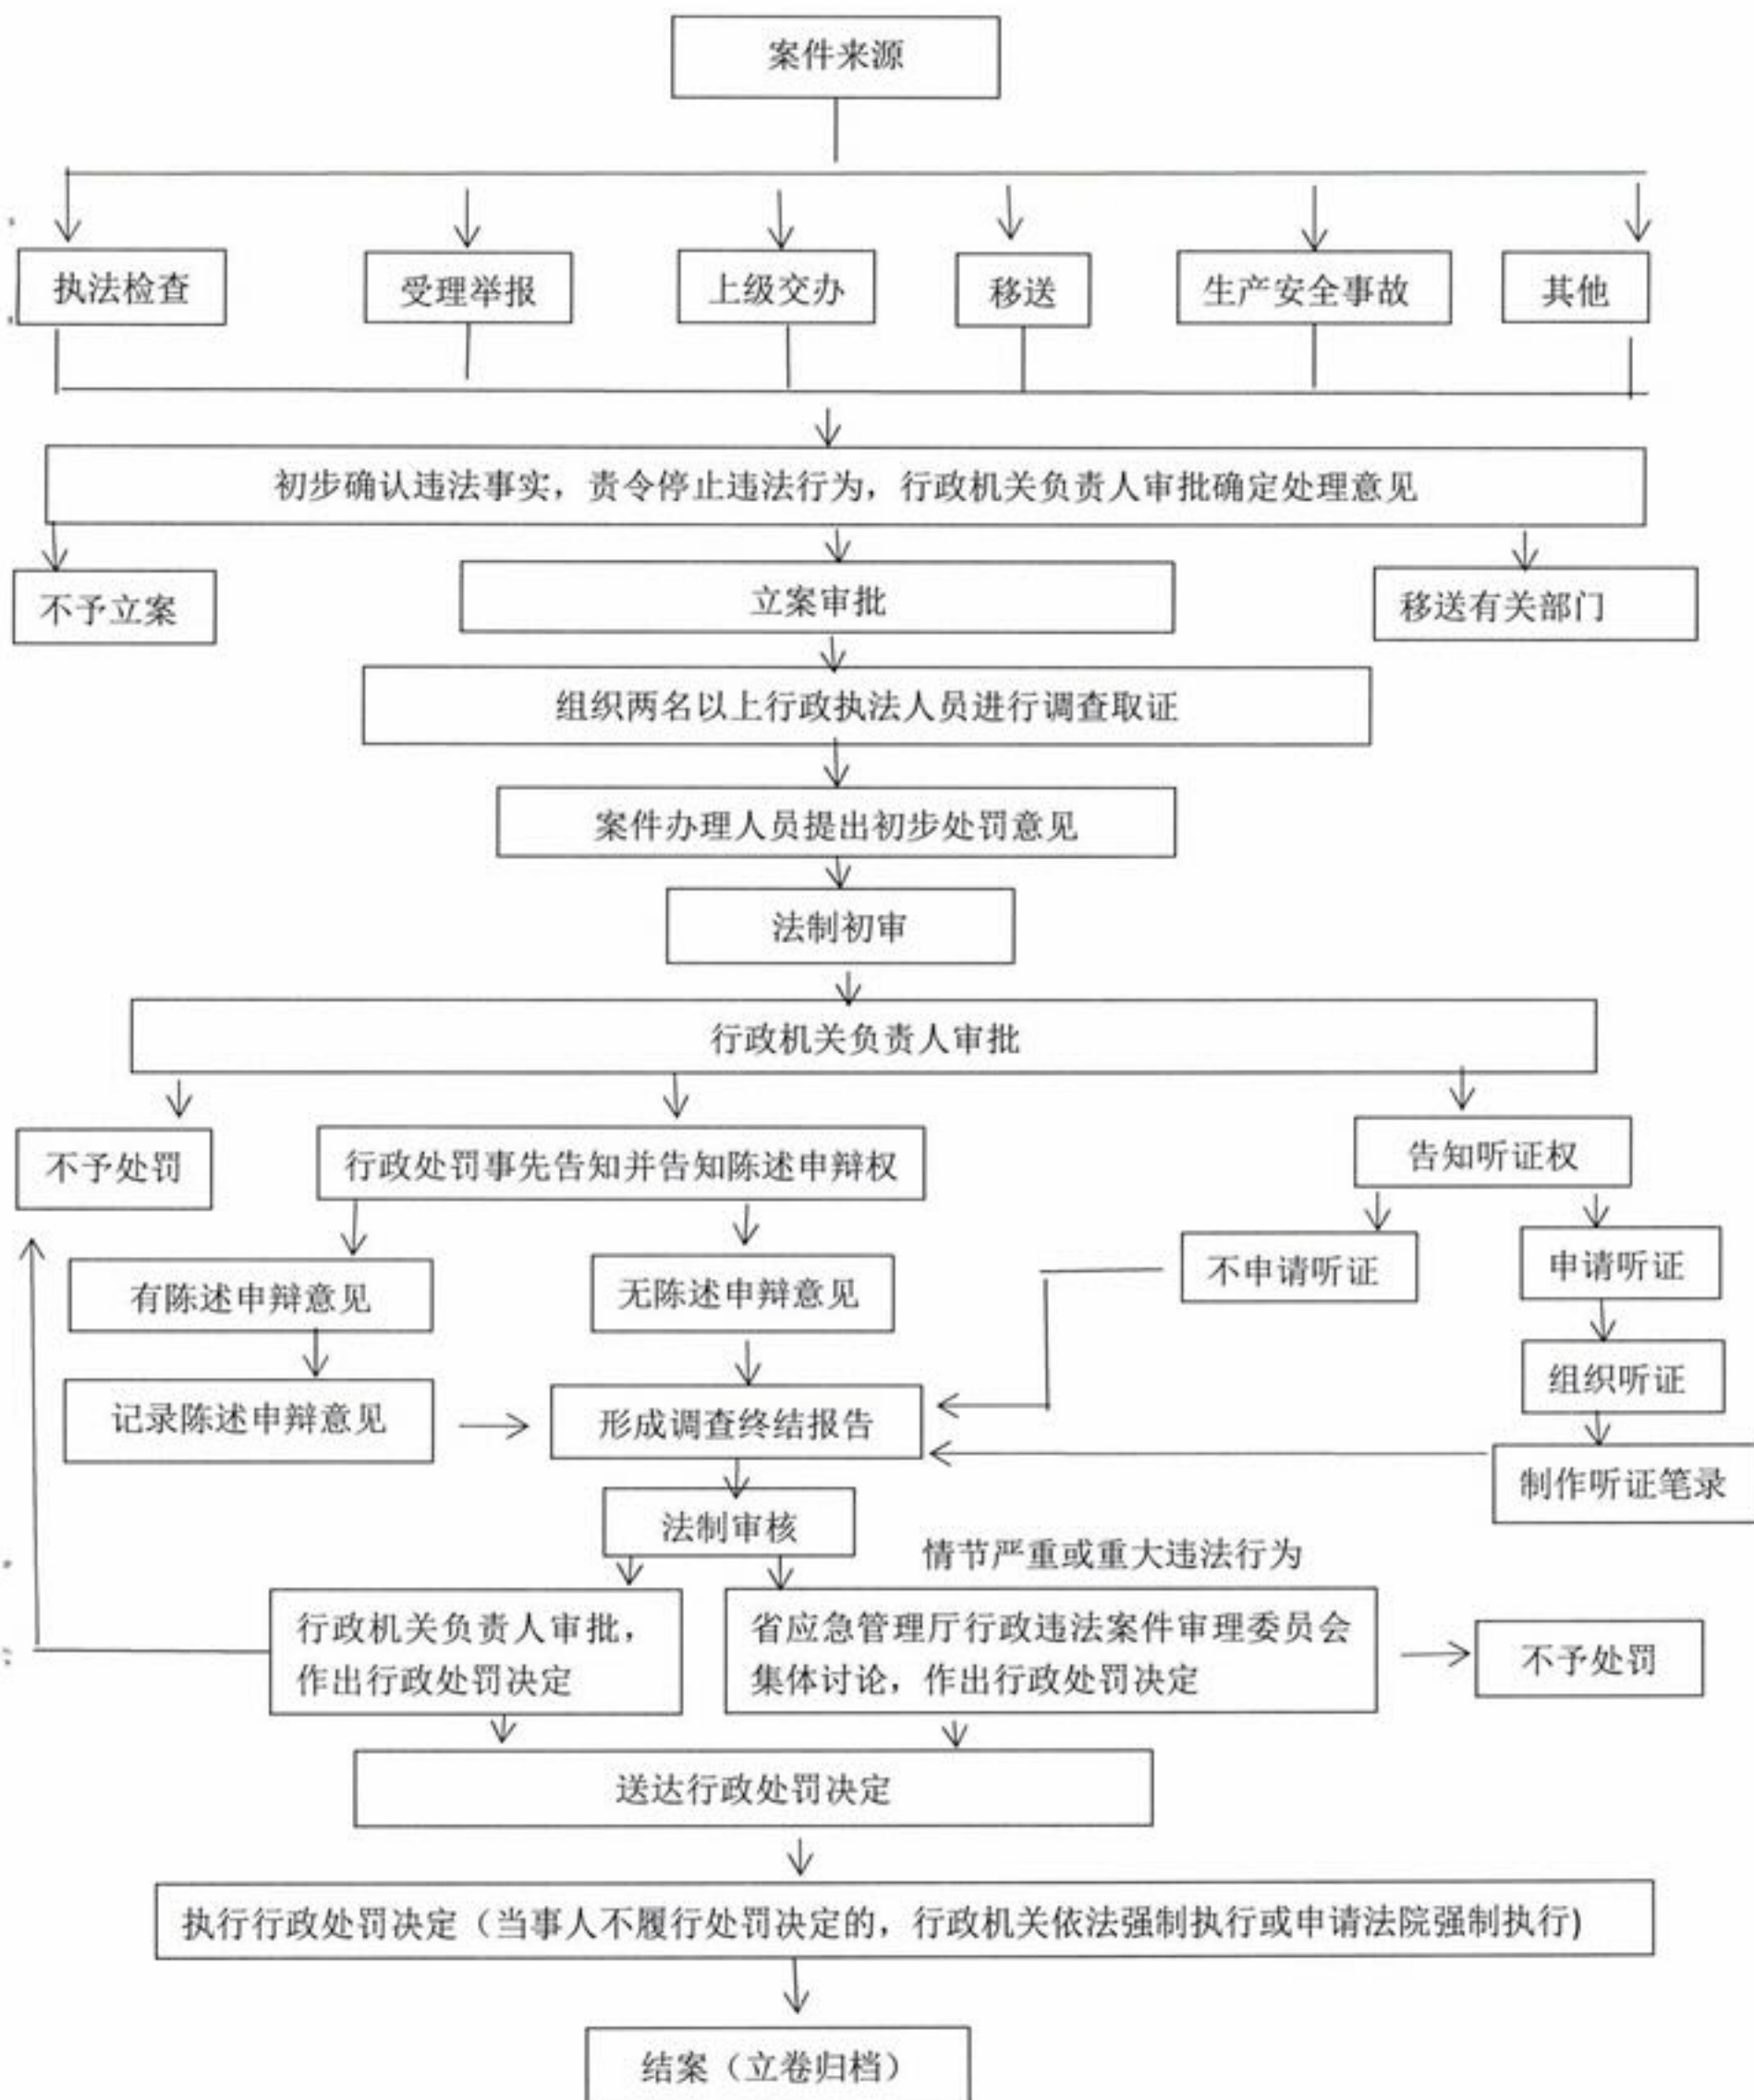 案件来源
执法检查
受理举报
上级交办
移送
生产安全事故
其他
初步确认违法事实，责令停止违法行为，行政机关负责人审批确定处理意见
不予立案
立案审批
移送有关部门
组织两名以上行政执法人员进行调查取证
案件办理人员提出初步处罚意见
法制初审
行政机关负责人审批
不予处罚
行政处罚事先告知并告知陈述申辩权
告知听证权
有陈述申辩意见
无陈述申辩意见
不申请听证
申请听证
组织听证
记录陈述申辩意见
形成调查终结报告
制作听证笔录
法制审核
情节严重或重大违法行为
行政机关负责人审批，
作出行政处罚决定
省应急管理厅行政违法案件审理委员会
集体讨论，作出行政处罚决定
不予处罚
送达行政处罚决定
执行行政处罚决定（当事人不履行处罚决定的，行政机关依法强制执行或申请法院强制执行)
结案（立卷归档）